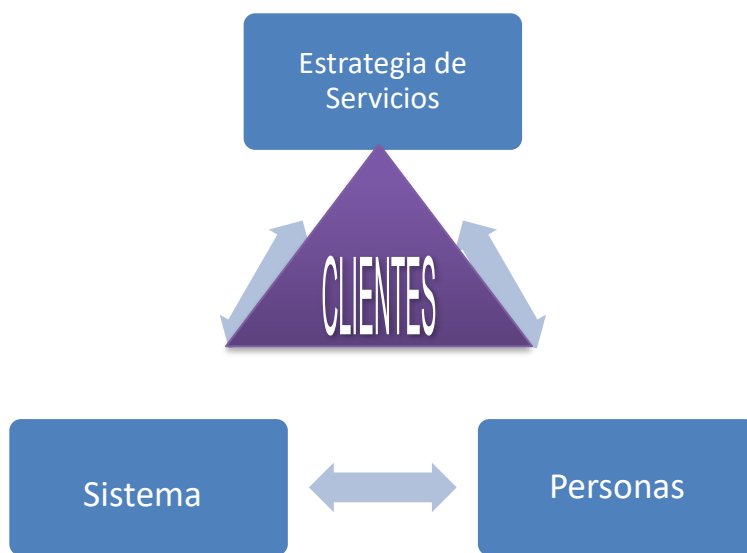 Estrategia de
Servicios
CLIENTES
Sistema
Personas